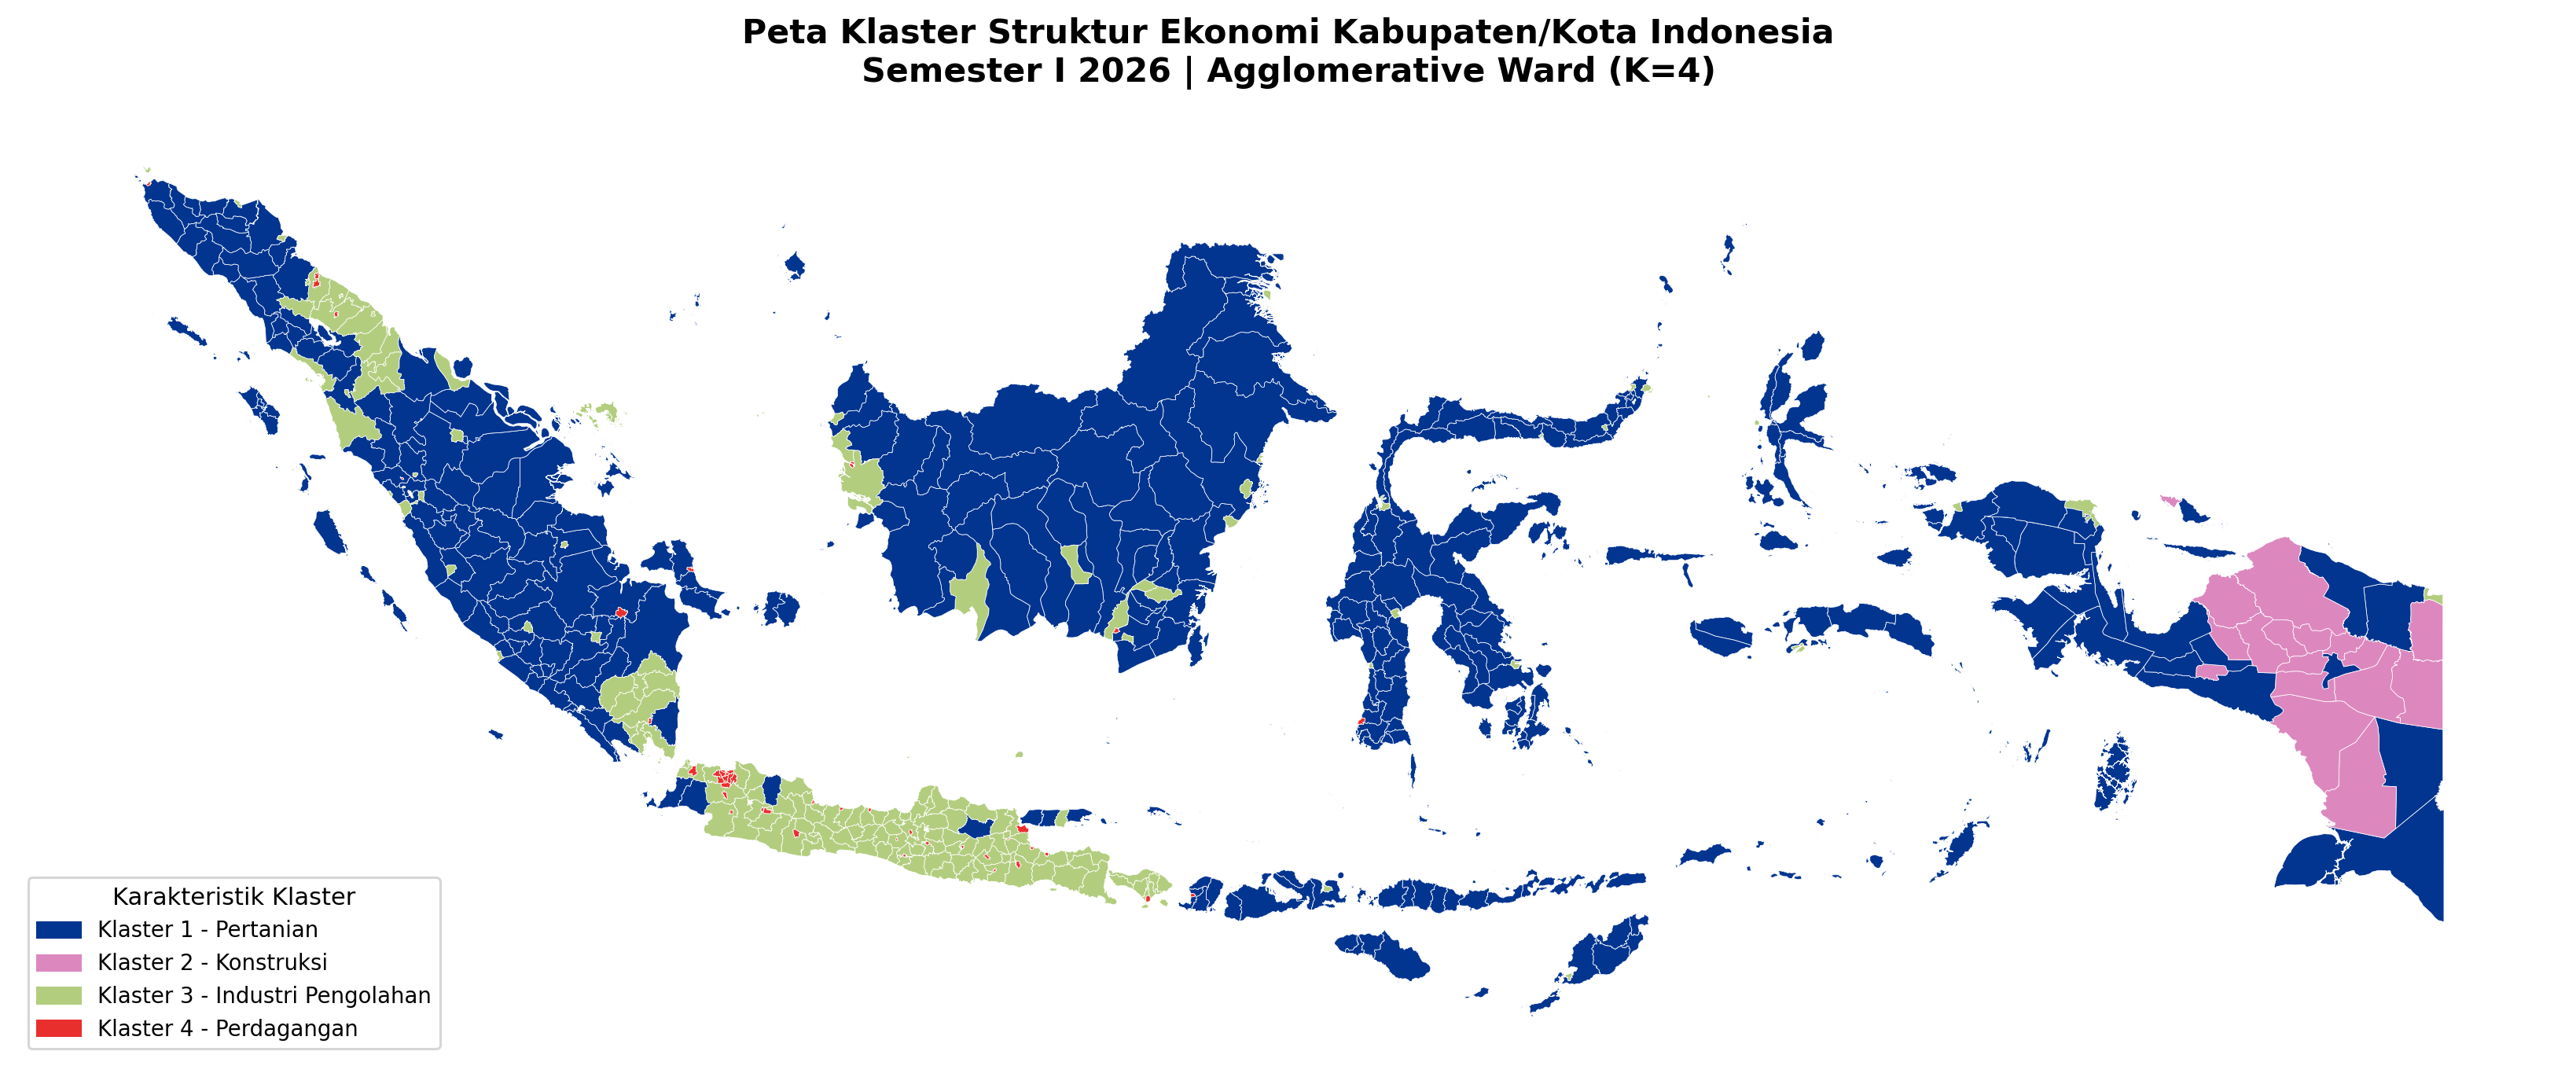 Peta Klaster Struktur Ekonomi Kabupaten/Kota Indonesia
Semester I 2026 | Agglomerative Ward (K=4)
Karakteristik Klaster
Klaster 1 - Pertanian
Klaster 2 - Konstruksi
Klaster 3 - Industri Pengolahan
Klaster 4 - Perdagangan